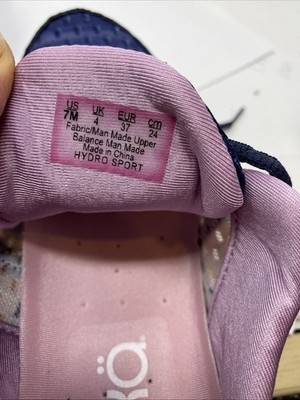 US UK EUR cm
7M 4 37 24
Fabric/Man Made Upper
Balance Man Made
Made in China
HYDRO SPORT